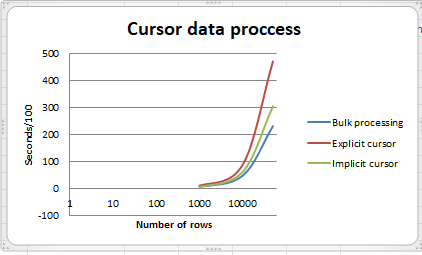 Cursor data proccess
500
400
300
200
100
0
-100
Seconds/100
1 10 100 1000 10000
Number of rows
Bulk processing
Explicit cursor
Implicit cursor